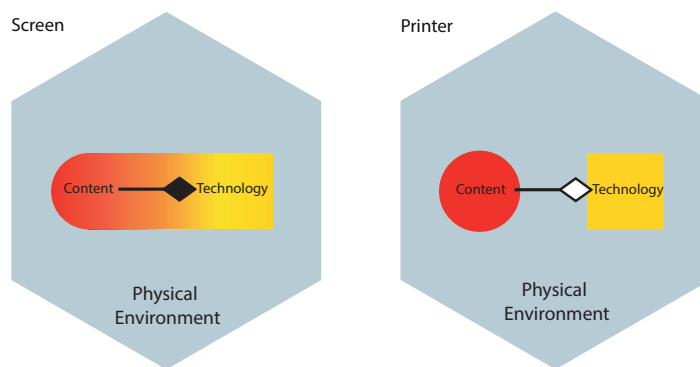 Screen
Content
Technology
Physical
Environment
Printer
Content
Technology
Physical
Environment